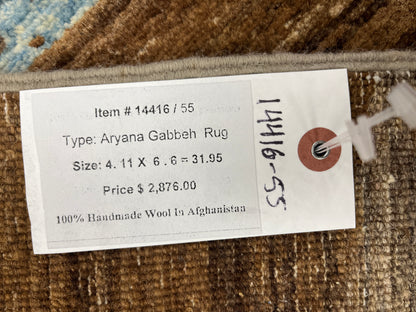 Item # 14416 / 55
Type: Aryana Gabbeh Rug
Size: 4. 11 X 6 . 6 = 31.95
Price $ 2,876.00
100% Handmade Wool In Afghanistan
14416-55